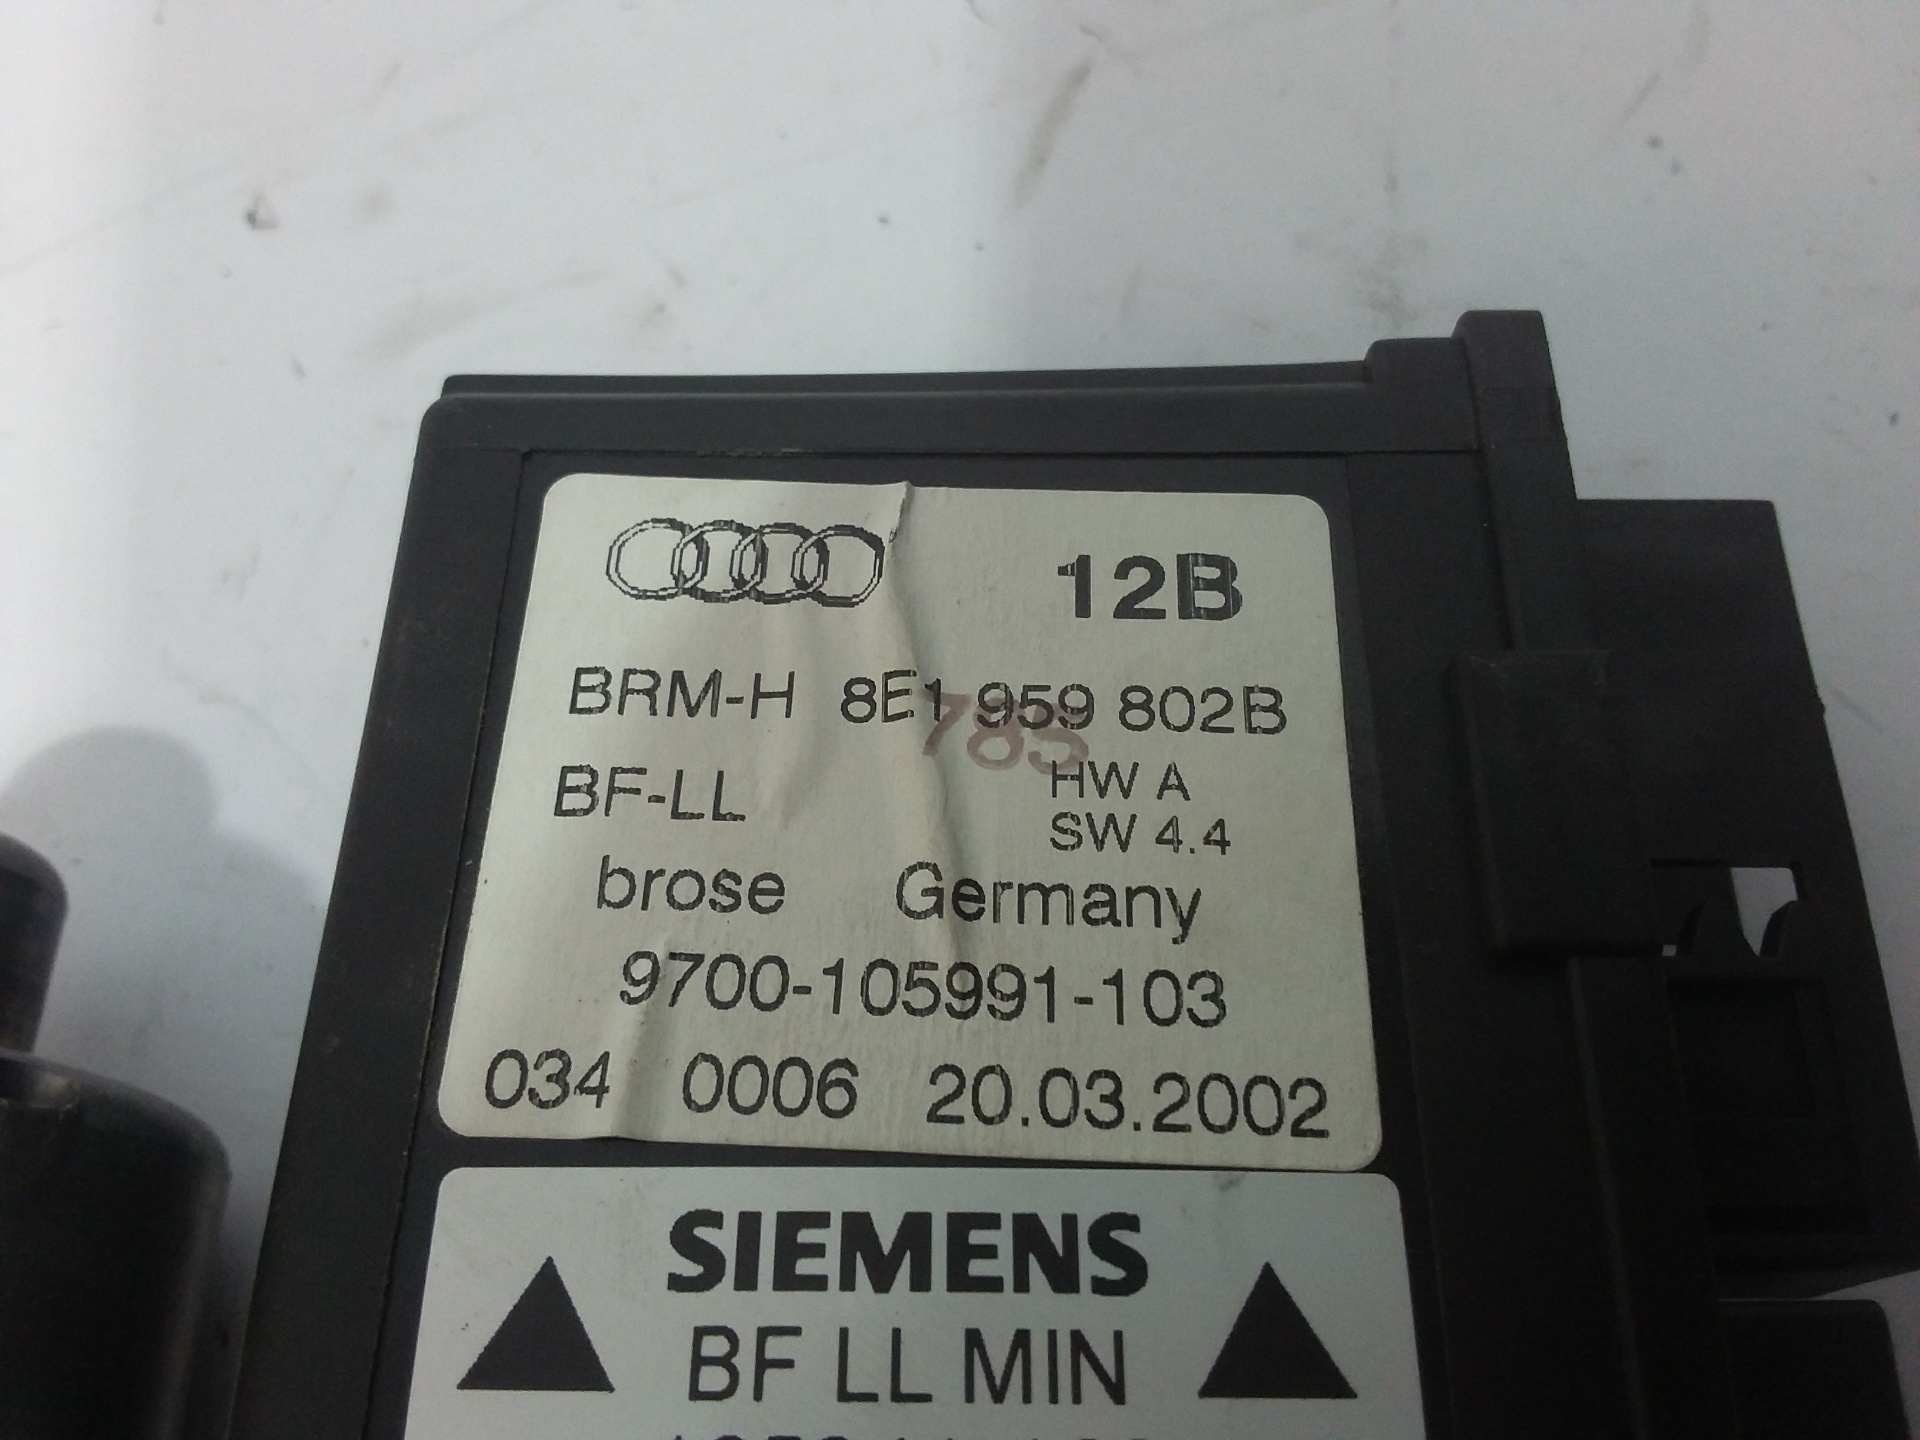 12B
BRM-H 8E1 959 802B
785
BF-LL HW A
SW 4.4
brose Germany
9700-105991-103
034 0006 20.03.2002
SIEMENS
BF LL MIN